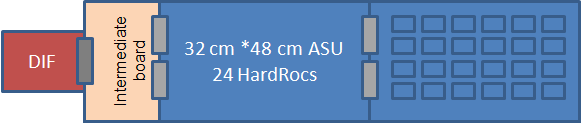 DIF
Intermediate
board
32 cm *48 cm ASU
24 HardRocs